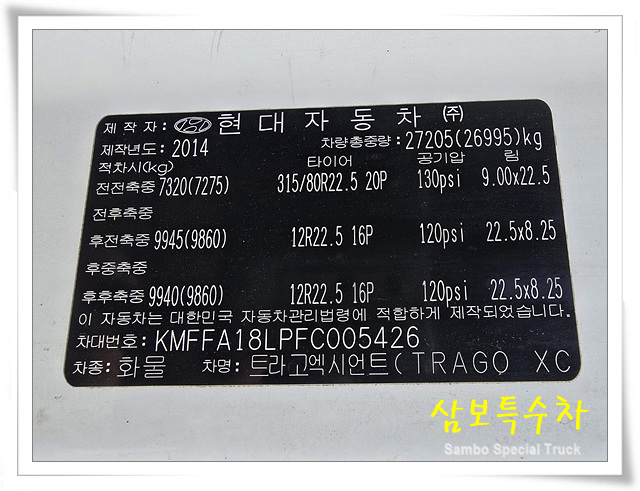 제작자: 현대자동차 ㈜
제작년도: 2014 차량총중량: 27205(26995)kg
적차시(kg) 타이어 공기압 림
전전축중 7320(7275) 315/80R22.5 20P 130psi 9.00x22.5
전후축중
후전축중 9945(9860) 12R22.5 16P 120psi 22.5x8.25
후중축중
후후축중 9940(9860) 12R22.5 16P 120psi 22.5x8.25
이 자동차는 대한민국 자동차관리법령에 적합하게 제작되었습니다.
차대번호: KMFFA18LPFC005426
차종: 화물 차명: 트라고엑시언트(TRAGO XC
삼보특수차
Sambo Special Truck